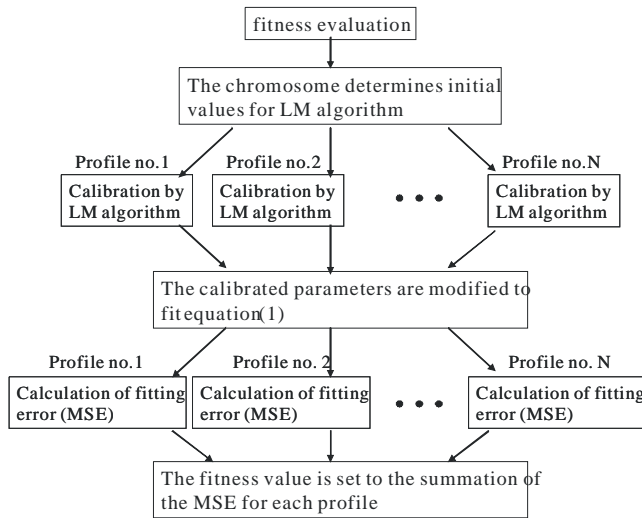 fitness evaluation
The chromosome determines initial
values for LM algorithm
Profile no.1
Profile no.2
Profile no.N
Calibration by
LM algorithm
Calibration by
LM algorithm
• • •
Calibration by
LM algorithm
The calibrated parameters are modified to
fit equation(1)
Profile no.1
Profile no. 2
Profile no. N
Calculation of fitting
error (MSE)
Calculation of fitting
error (MSE)
• • •
Calculation of fitting
error (MSE)
The fitness value is set to the summation of
the MSE for each profile